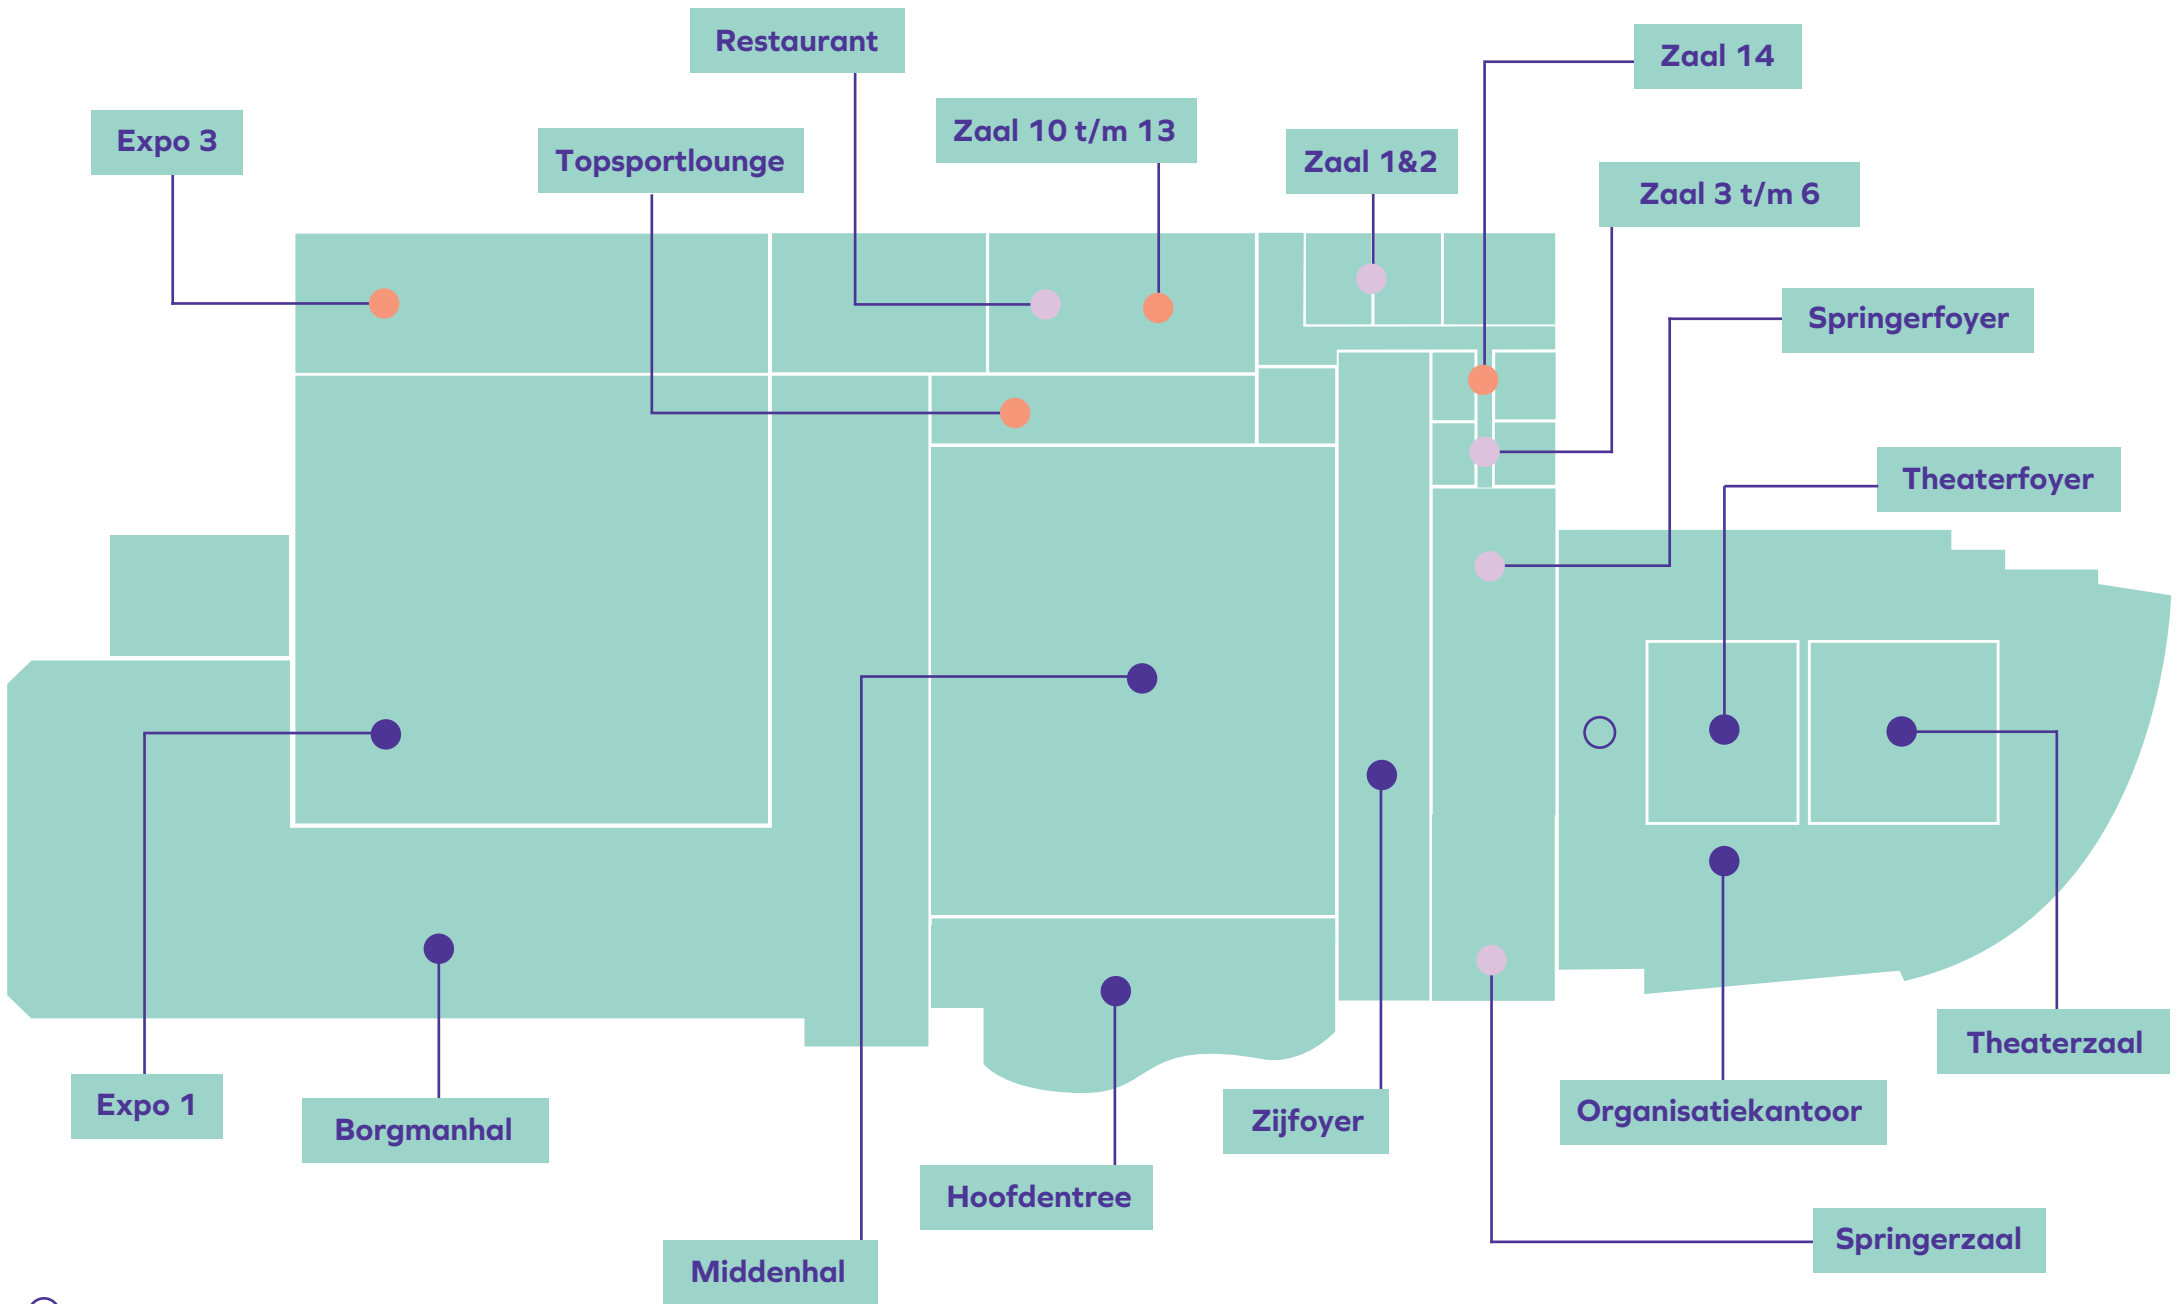 Restaurant
Zaal 14
Expo 3
Topsportlounge
Zaal 10 t/m 13
Zaal 1&2
Zaal 3 t/m 6
Springerfoyer
Theaterfoyer
Theaterzaal
Expo 1
Borgmanhal
Zijfoyer
Organisatiekantoor
Hoofdentree
Springerzaal
Middenhal